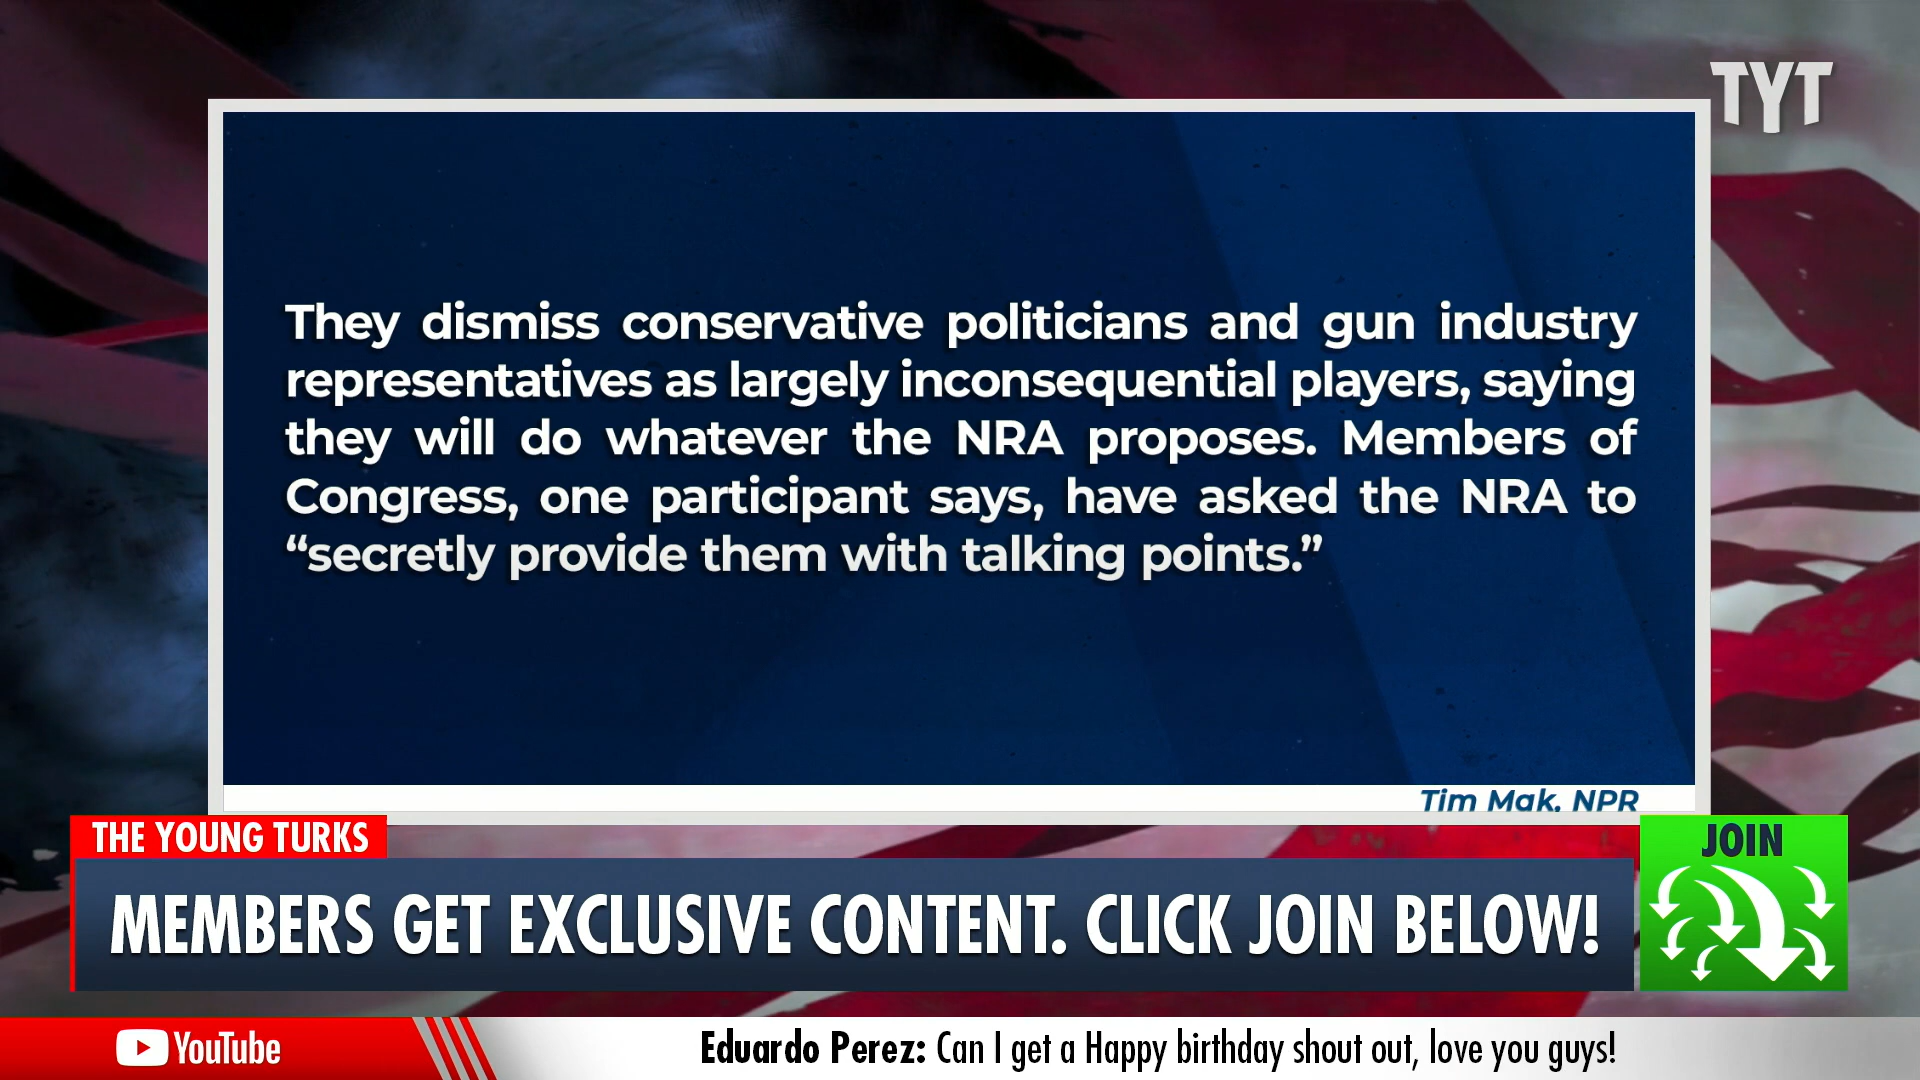 TYT
They dismiss conservative politicians and gun industry
representatives as largely inconsequential players, saying
they will do whatever the NRA proposes. Members of
Congress, one participant says, have asked the NRA to
“secretly provide them with talking points.”
Tim Mak, NPR
THE YOUNG TURKS
MEMBERS GET EXCLUSIVE CONTENT. CLICK JOIN BELOW!
JOIN
YouTube
Eduardo Perez: Can I get a Happy birthday shout out, love you guys!